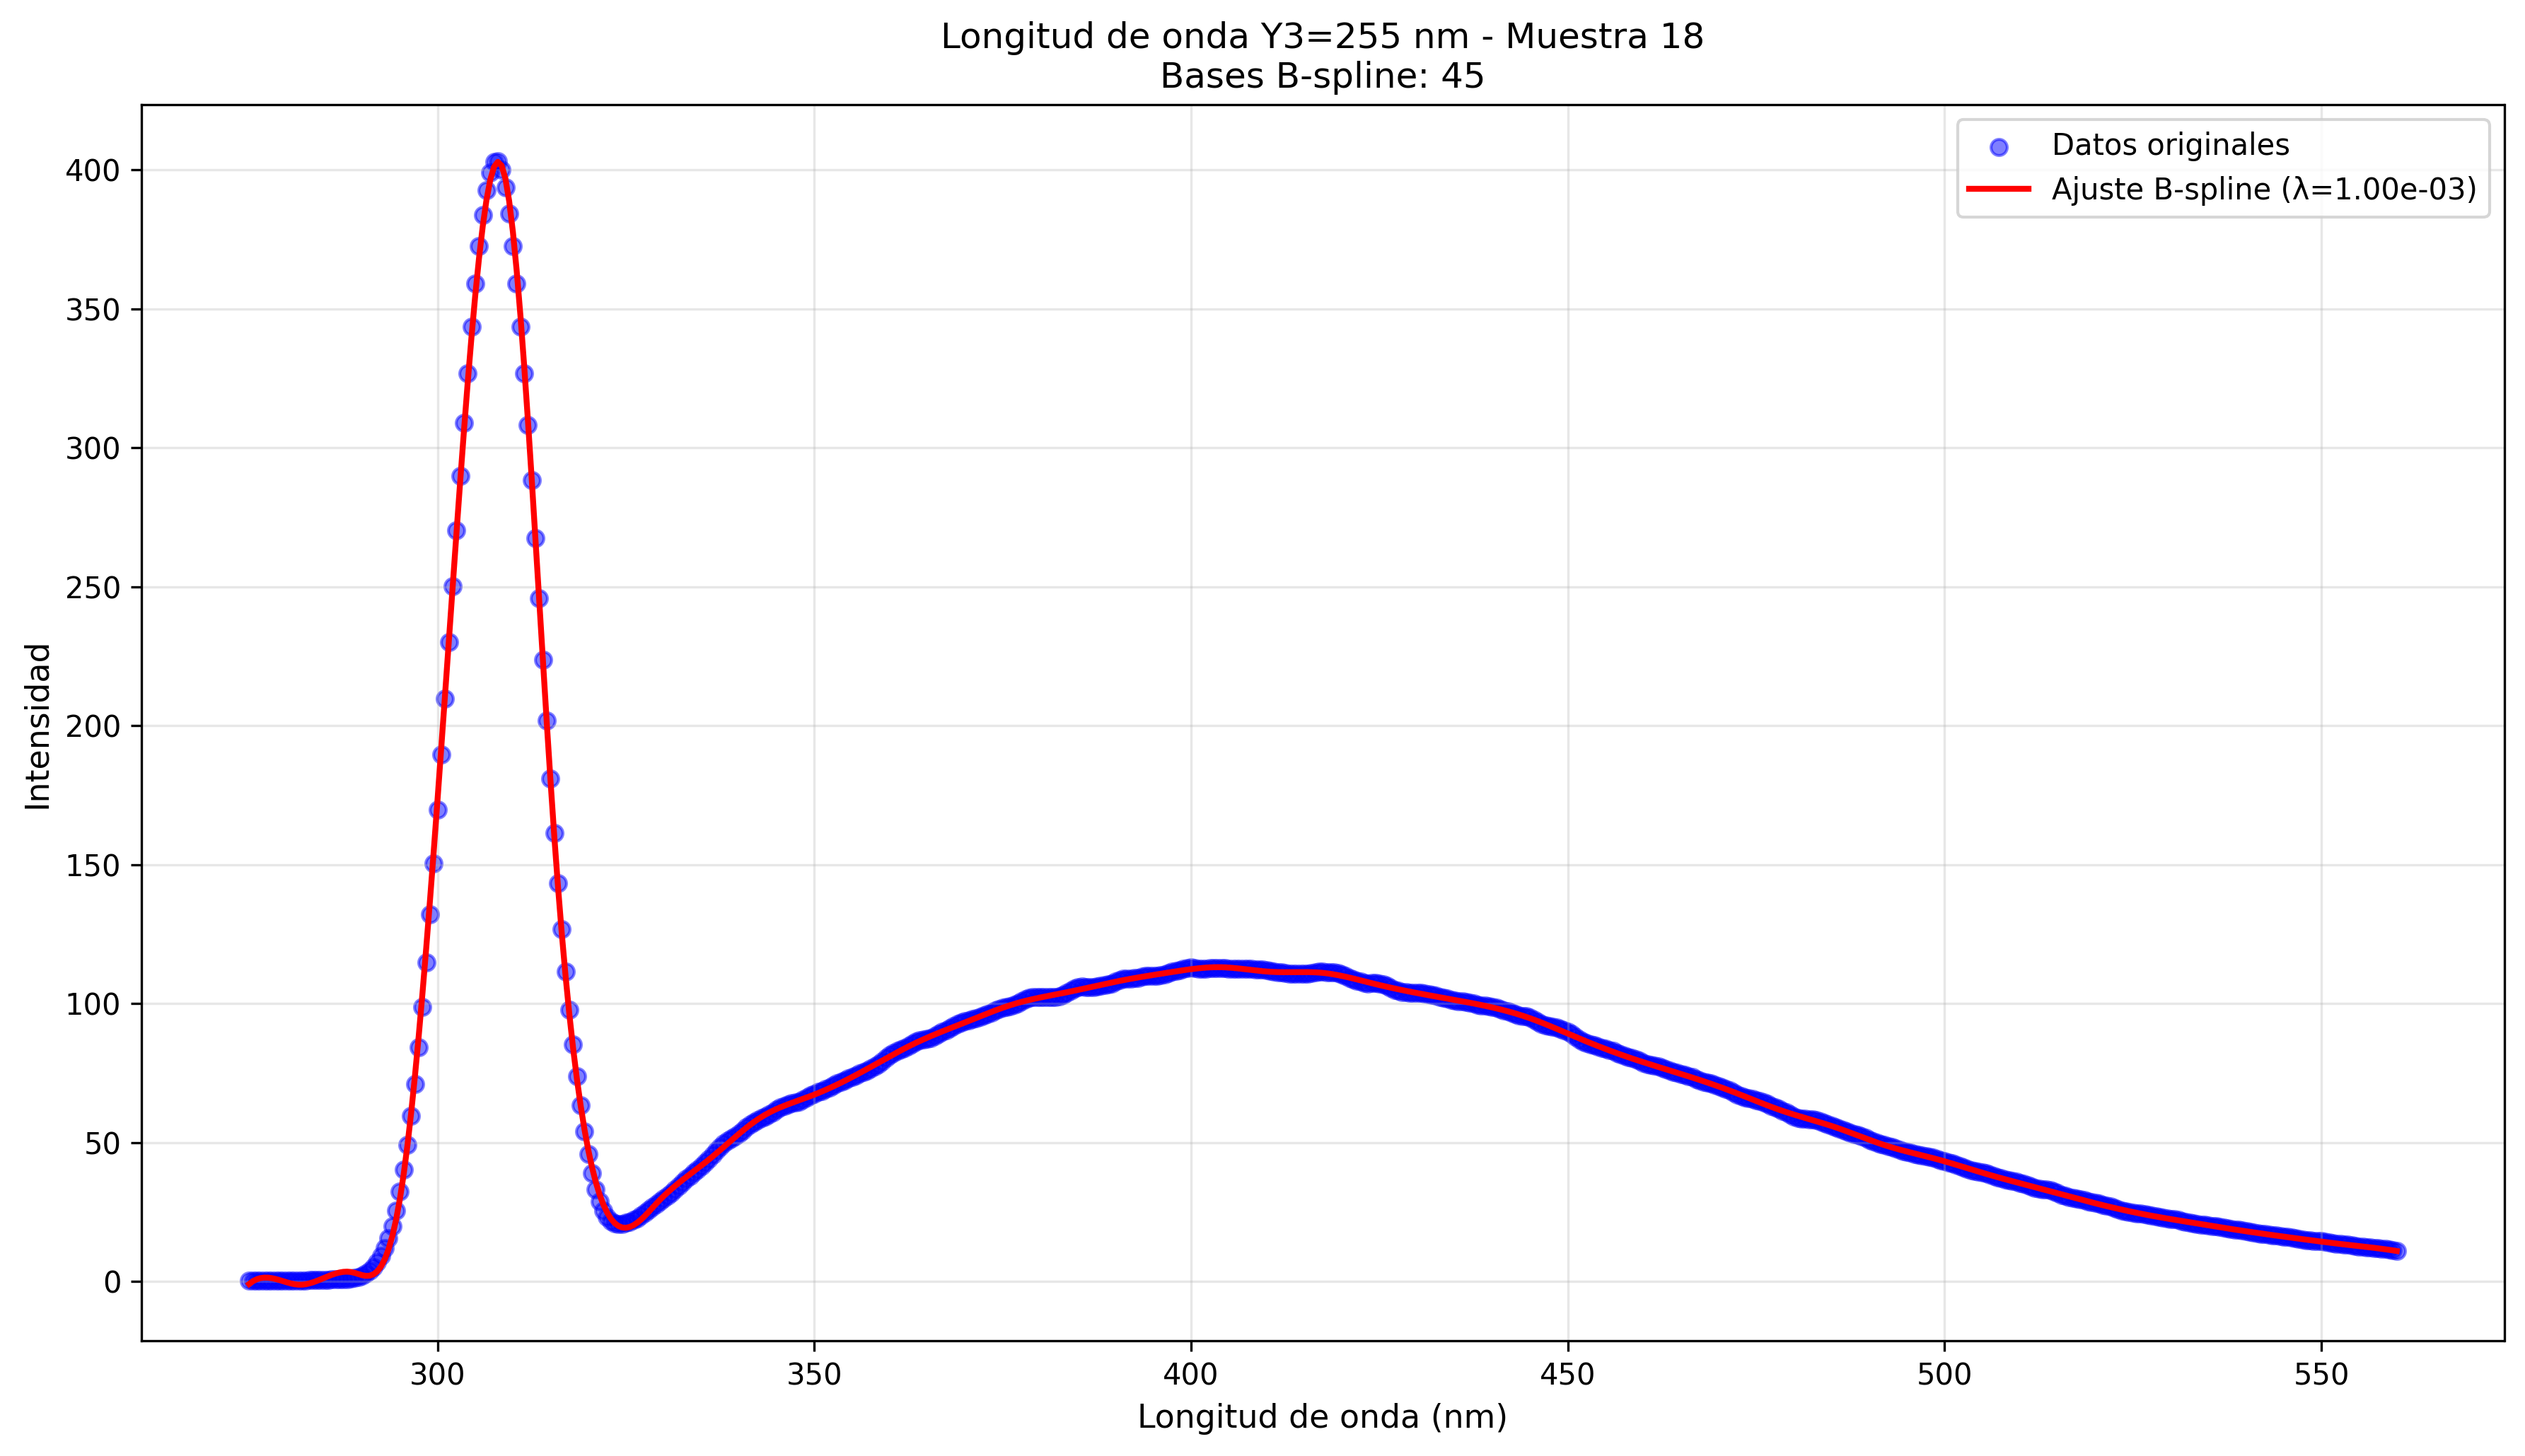 Longitud de onda Y3=255 nm - Muestra 18
Bases B-spline: 45
Datos originales
Ajuste B-spline (λ=1.00e-03)
Intensidad
400
350
300
250
200
150
100
50
0
300 350 400 450 500 550
Longitud de onda (nm)